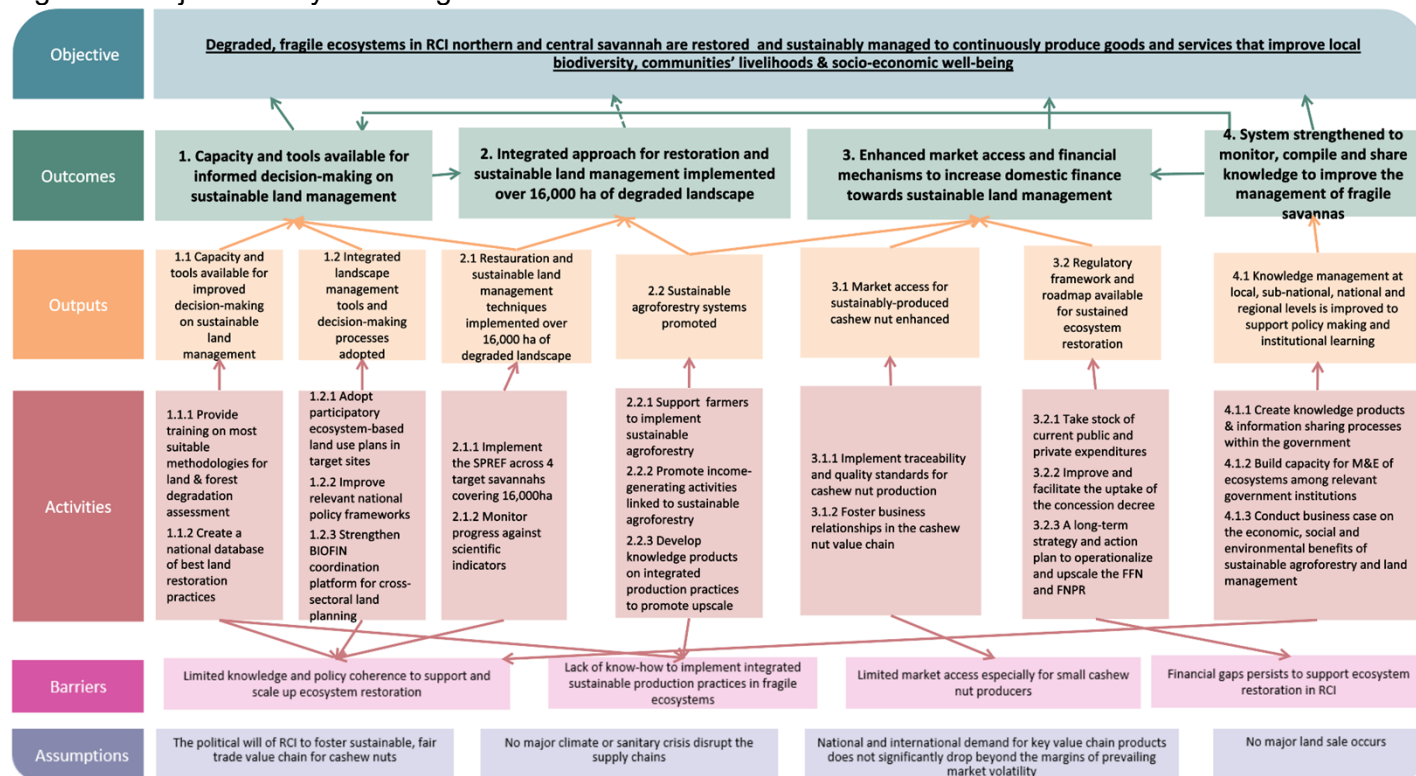 Objective
Degraded, fragile ecosystems in RCI northern and central savannah are restored and sustainably managed to continuously produce goods and services that improve local
biodiversity, communities' livelihoods & socio-economic well-being
Outcomes
1. Capacity and tools available for
informed decision-making on
sustainable land management
2. Integrated approach for restoration and
sustainable land management implemented
over 16,000 ha of degraded landscape
3. Enhanced market access and financial
mechanisms to increase domestic finance
towards sustainable land management
4. System strengthened to
monitor, compile and share
knowledge to improve the
management of fragile
savannas
Outputs
1.1 Capacity and
tools available for
improved
decision-making
on sustainable
land
management
1.2 Integrated
landscape
management
tools and
decision-making
processes
adopted
2.1 Restauration and
sustainable land
management
techniques
implemented over
16,000 ha of
degraded landscape
2.2 Sustainable
agroforestry systems
promoted
3.1 Market access for
sustainably-produced
cashew nut enhanced
3.2 Regulatory
framework and
roadmap available
for sustained
ecosystem
restoration
4.1 Knowledge management at
local, sub-national, national and
regional levels is improved to
support policy making and
institutional learning
Activities
1.1.1 Provide
training on most
suitable
methodologies for
land & forest
degradation
assessment
1.1.2 Create a
national database
of best land
restoration
practices
1.2.1 Adopt
participatory
ecosystem-based
land use plans in
target sites
1.2.2 Improve
relevant national
policy frameworks
1.2.3 Strengthen
BIOFIN
coordination
platform for cross-
sectoral land
planning
2.1.1 Implement
the SPREF across 4
target savannahs
covering 16,000ha
2.1.2 Monitor
progress against
scientific
indicators
2.2.1 Support farmers
to implement
sustainable
agroforestry
2.2.2 Promote income-
generating activities
linked to sustainable
agroforestry
2.2.3 Develop
knowledge products
on integrated
production practices
to promote upscale
3.1.1 Implement traceability
and quality standards for
cashew nut production
3.1.2 Foster business
relationships in the cashew
nut value chain
3.2.1 Take stock of
current public and
private expenditures
3.2.2 Improve and
facilitate the uptake of
the concession decree
3.2.3 A long-term
strategy and action
plan to operationalize
and upscale the FFN
and FNPR
4.1.1 Create knowledge products
& information sharing processes
within the government
4.1.2 Build capacity for M&E of
ecosystems among relevant
government institutions
4.1.3 Conduct business case on
the economic, social and
environmental benefits of
sustainable agroforestry and land
management
Barriers
Limited knowledge and policy coherence to support and
scale up ecosystem restoration
Lack of know-how to implement integrated
sustainable production practices in fragile
ecosystems
Limited market access especially for small cashew
nut producers
Financial gaps persists to support ecosystem
restoration in RCI
Assumptions
The political will of RCI to foster sustainable, fair
trade value chain for cashew nuts
No major climate or sanitary crisis disrupt the
supply chains
National and international demand for key value chain products
does not significantly drop beyond the margins of prevailing
market volatility
No major land sale occurs